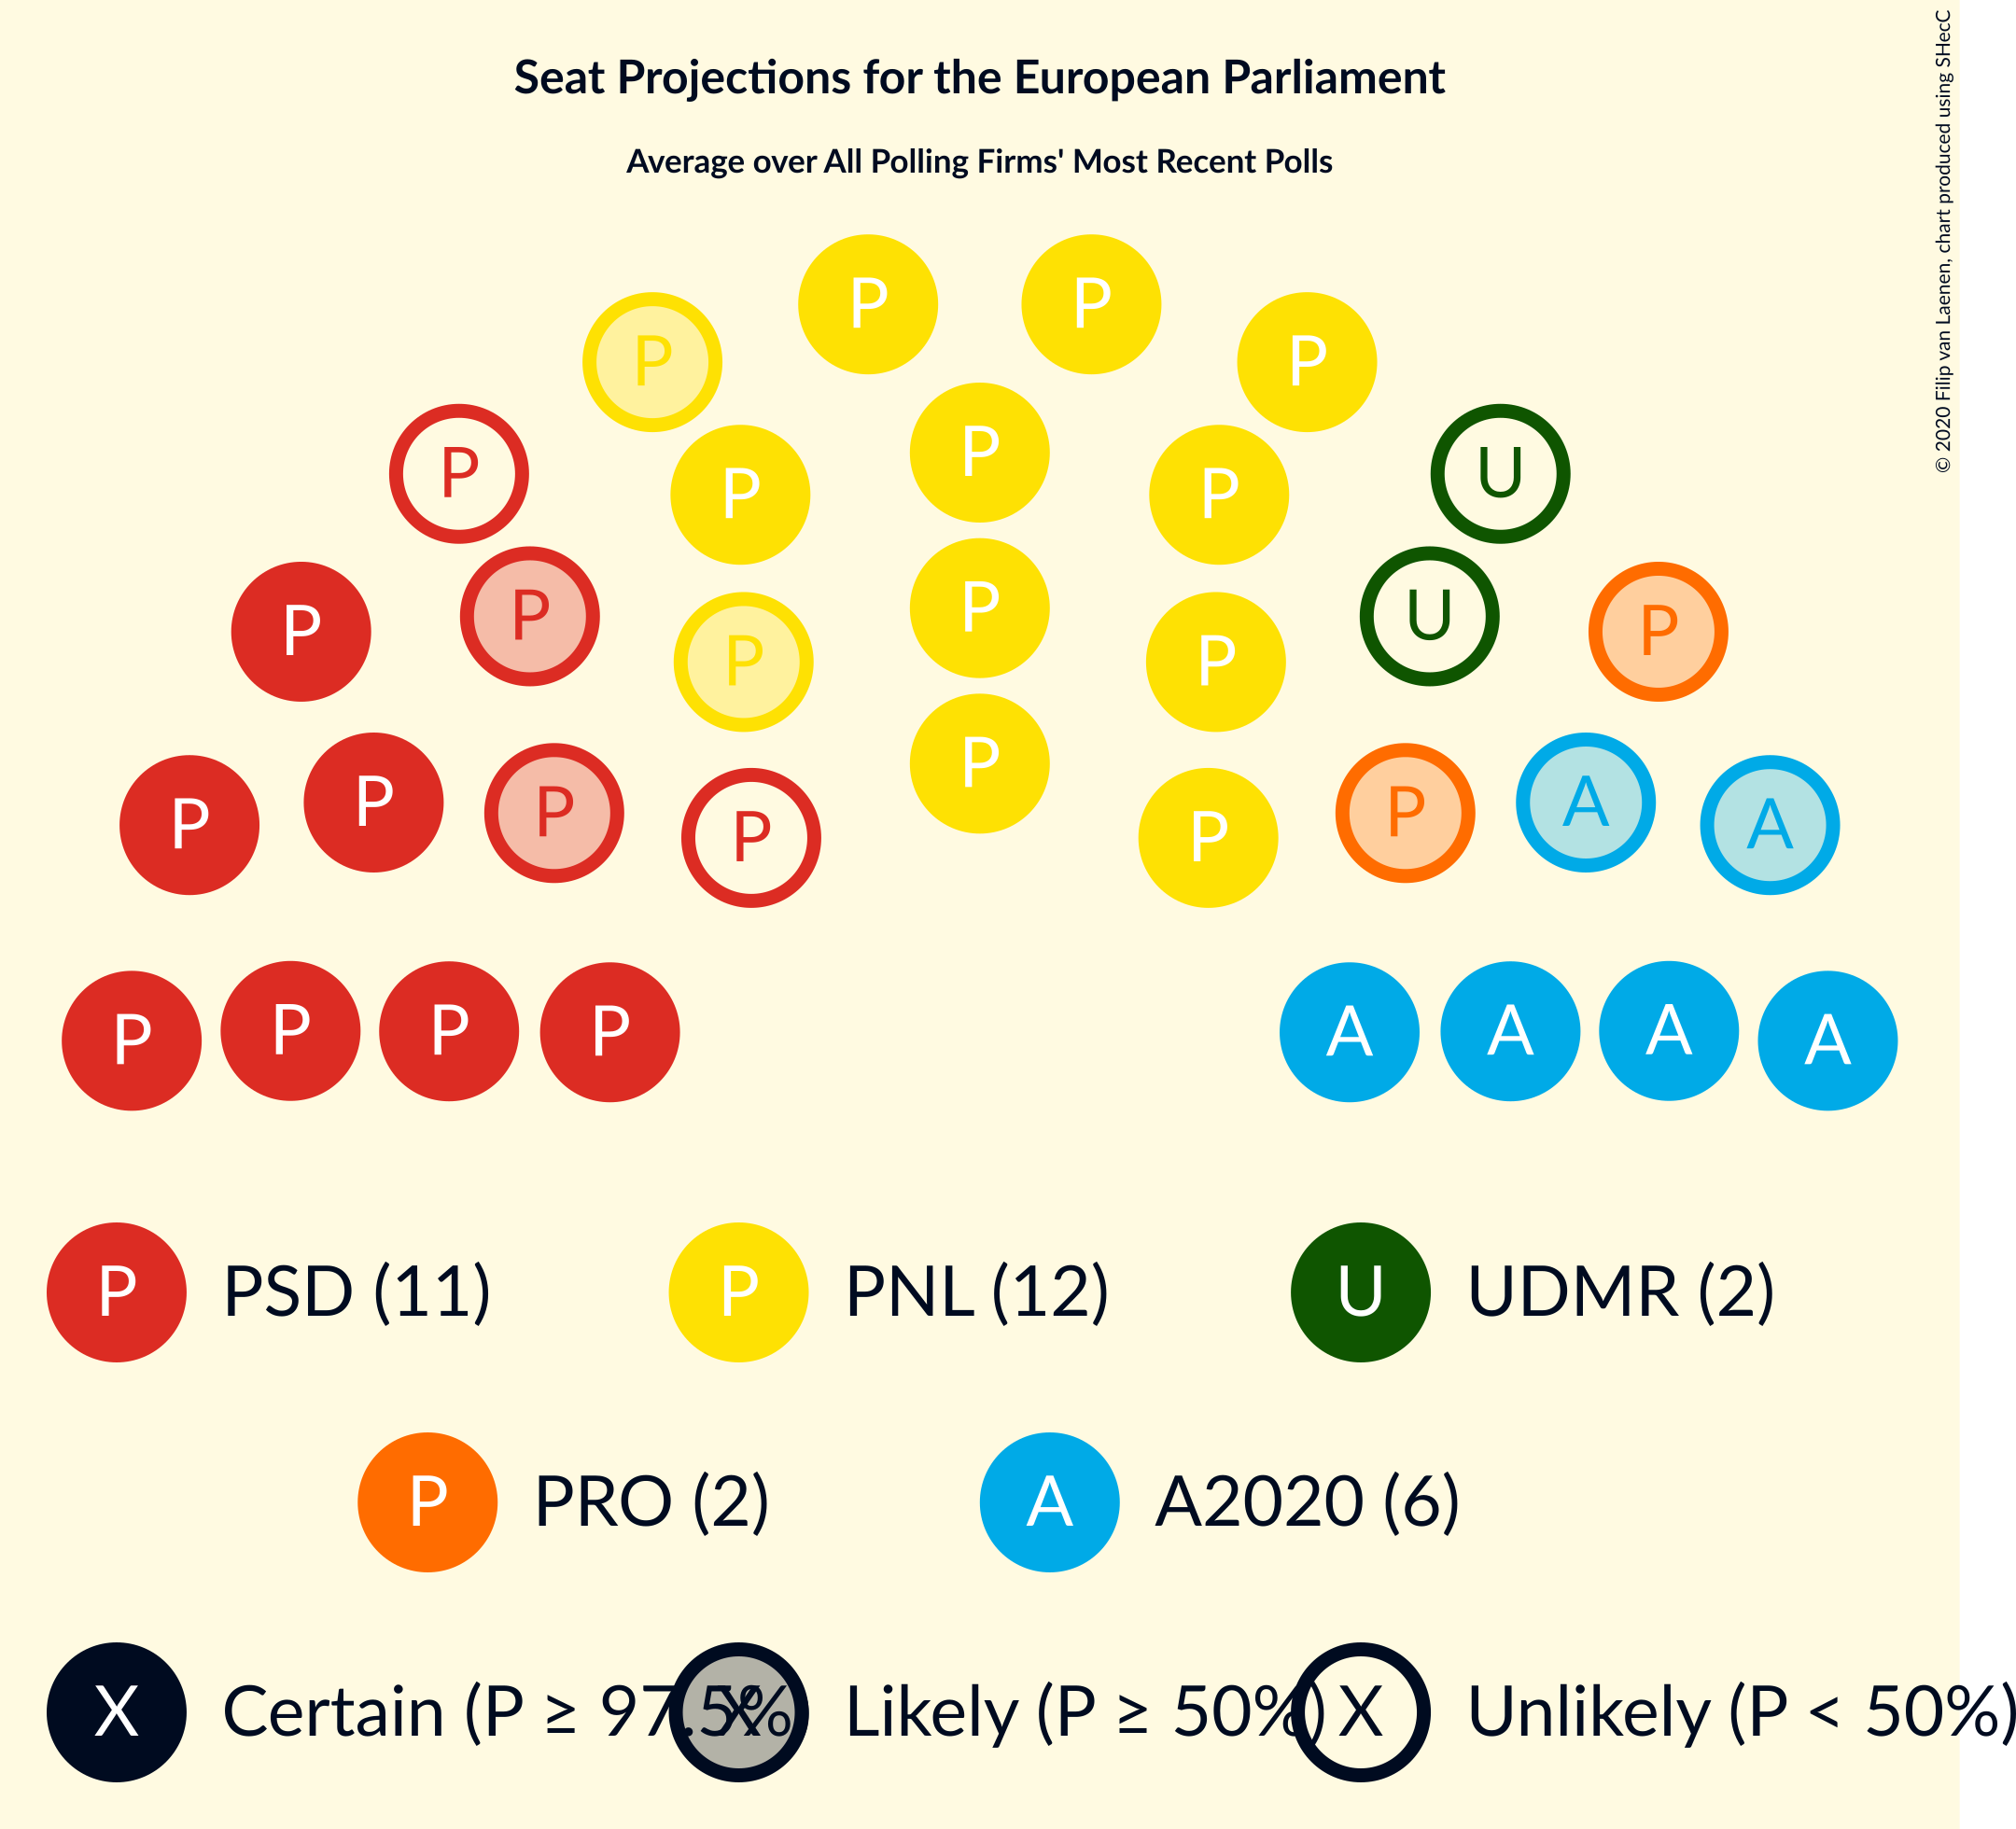 Seat Projections for the European Parliament
Average over All Polling Firms' Most Recent Polls
© 2020 Filip van Laenen, chart produced using SHecC
P P
P P
P
P P P
U
P
P P
P P U
P P P
P P
P P P P P A A
P P P P A A A A
P PSD (11) P PNL (12) U UDMR (2)
P PRO (2) A A2020 (6)
X Certain (P ≥ 97.5% X Likely (P ≥ 50%) X Unlikely (P < 50%)